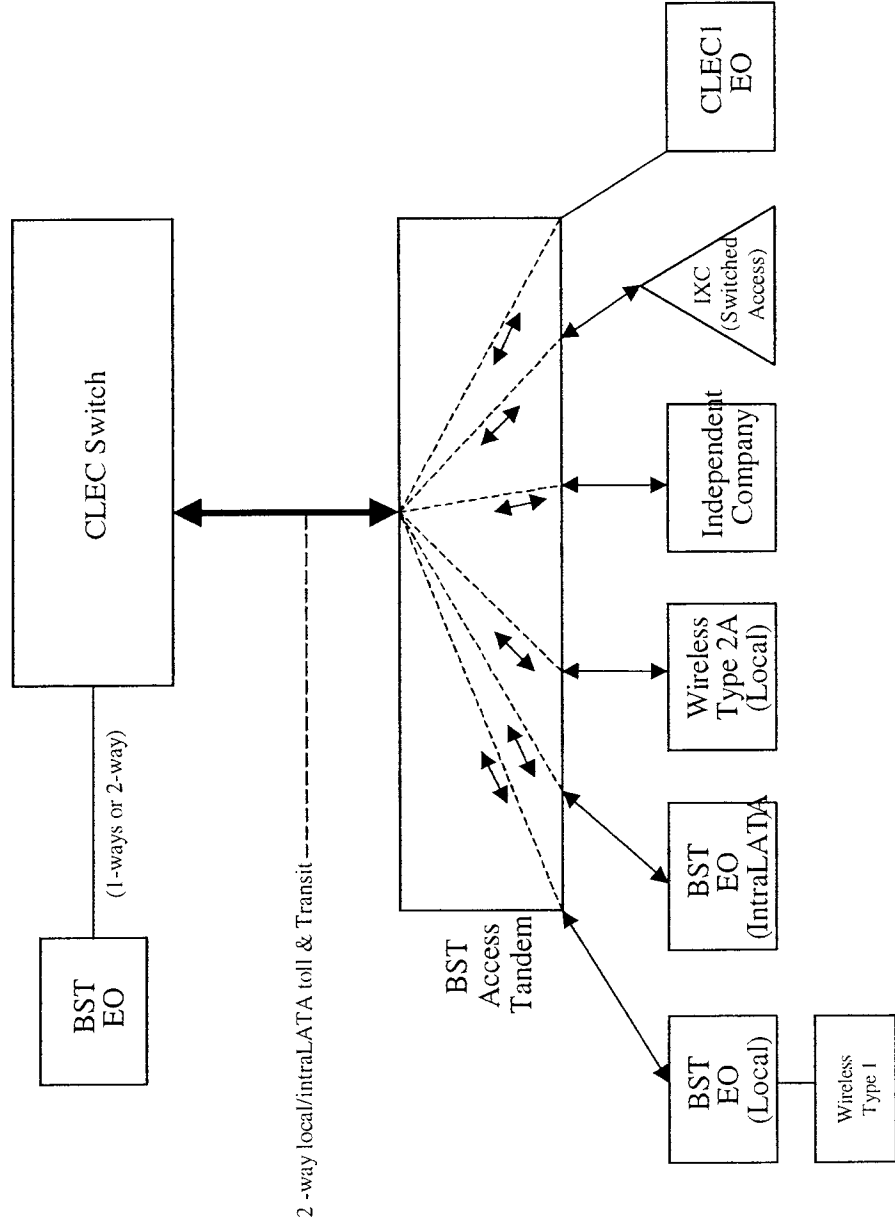 CLEC Switch
BST
EO
(1-ways or 2-way)
2 -way local/intraLATA toll & Transit
BST
Access
Tandem
BST
EO
(Local)
Wireless
Type 1
BST
EO
(IntraLATA
Wireless
Type 2A
(Local)
Independent
Company
IXC
(Switched
Access)
CLEC1
EO